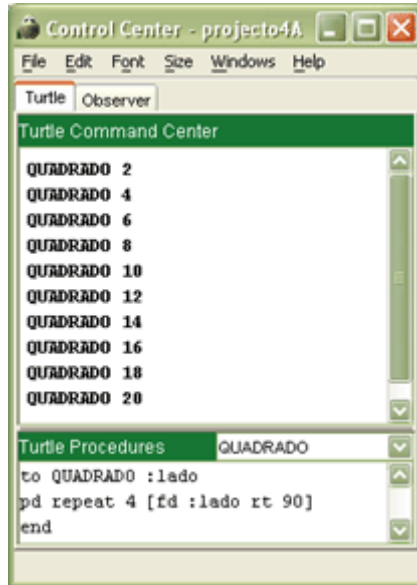 Control Center - projecto4A
File Edit Font Size Windows Help
Turtle Observer
Turtle Command Center
QUADRADO 2
QUADRADO 4
QUADRADO 6
QUADRADO 8
QUADRADO 10
QUADRADO 12
QUADRADO 14
QUADRADO 16
QUADRADO 18
QUADRADO 20
Turtle Procedures QUADRADO
to QUADRADO :lado
pd repeat 4 [fd :lado rt 90]
end